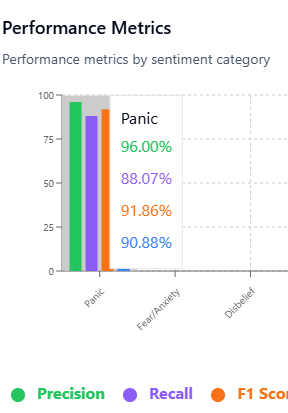 Performance Metrics
Performance metrics by sentiment category
100
75
50
25
0
Panic
96.00%
88.07%
91.86%
90.88%
Panic
Fear/Anxiety
Disbelief
Precision Recall F1 Scor